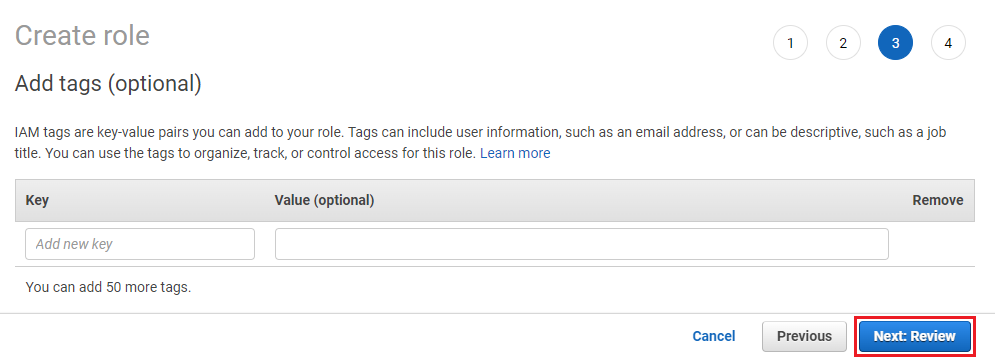 Create role
1 2 3 4
Add tags (optional)
IAM tags are key-value pairs you can add to your role. Tags can include user information, such as an email address, or can be descriptive, such as a job
title. You can use the tags to organize, track, or control access for this role. Learn more
Key Value (optional) Remove
Add new key
You can add 50 more tags.
Cancel Previous Next: Review